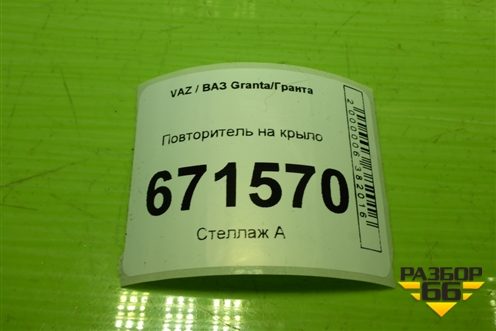 VAZ / ВАЗ Granta/Гранта
Повторитель на крыло
671570
Стеллаж А
2000006382016
РАЗБОР
66